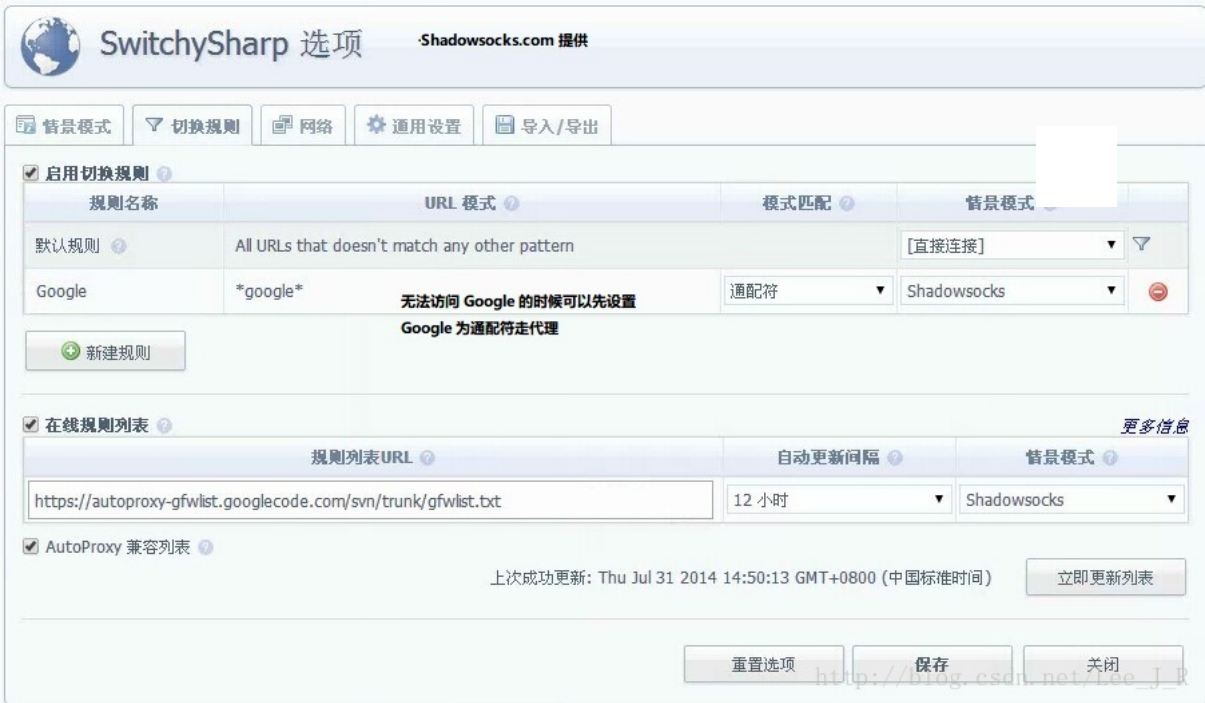 SwitchySharp 选项
·Shadowsocks.com 提供
情景模式 切换规则 网络 通用设置 导入/导出
启用切换规则
规则名称 URL 模式 模式匹配 情景模式
默认规则 All URLs that doesn't match any other pattern [直接连接]
Google *google* 通配符 Shadowsocks
无法访问 Google 的时候可以先设置
Google 为通配符走代理
新建规则
在线规则列表
更多信息
规则列表URL 自动更新间隔 情景模式
https://autoproxy-gfwlist.googlecode.com/svn/trunk/gfwlist.txt 12 小时 Shadowsocks
AutoProxy 兼容列表
上次成功更新: Thu Jul 31 2014 14:50:13 GMT+0800 (中国标准时间) 立即更新列表
重置选项 保存 关闭
http://blog.csdn.net/Lee_J_R